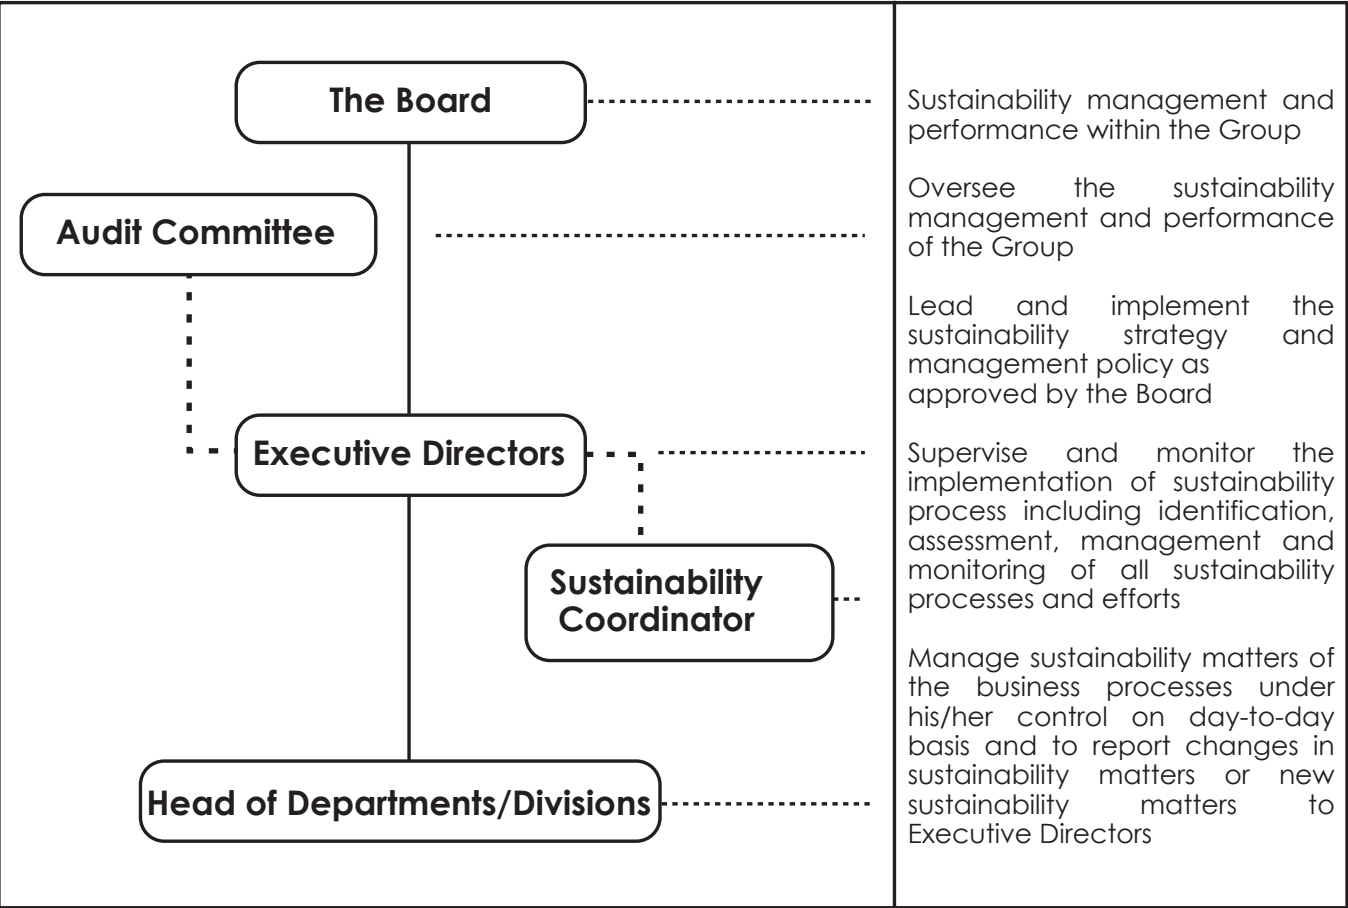 The Board
Audit Committee
Executive Directors
Sustainability
Coordinator
Head of Departments/Divisions
Sustainability management and
performance within the Group
Oversee the sustainability
management and performance
of the Group
Lead and implement the
sustainability strategy and
management policy as
approved by the Board
Supervise and monitor the
implementation of sustainability
process including identification,
assessment, management and
monitoring of all sustainability
processes and efforts
Manage sustainability matters of
the business processes under
his/her control on day-to-day
basis and to report changes in
sustainability matters or new
sustainability matters to
Executive Directors